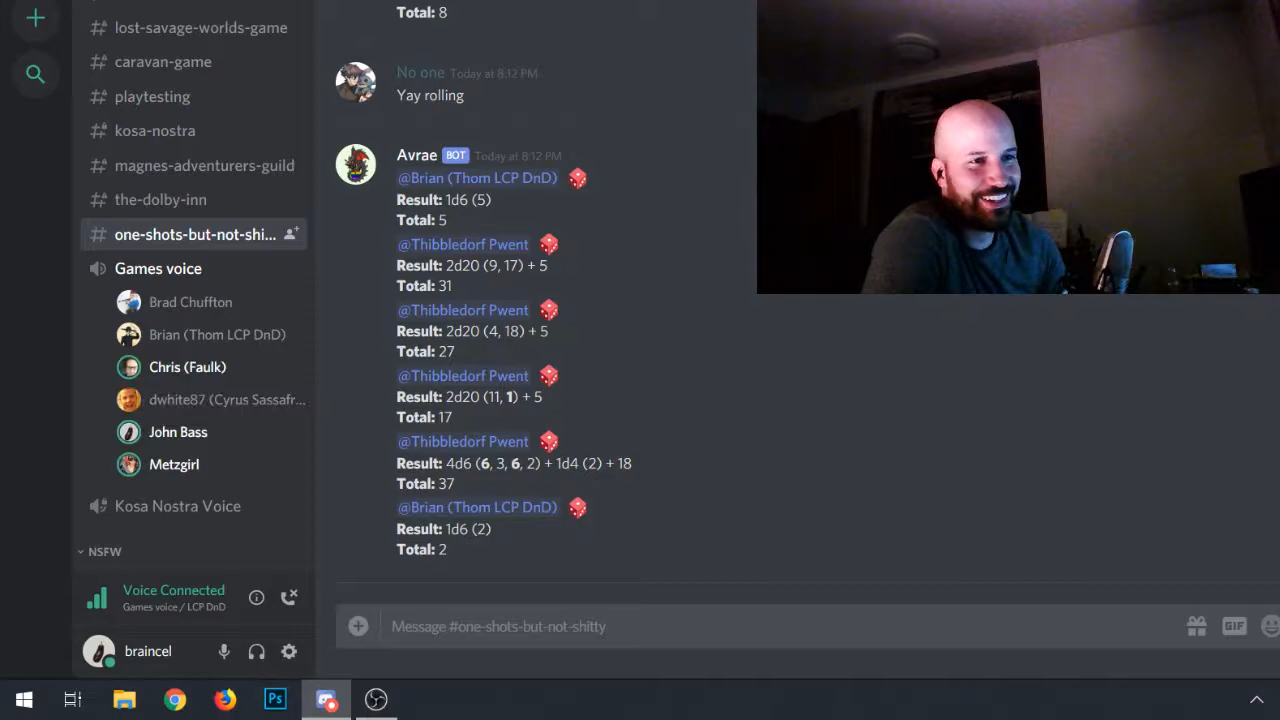 lost-savage-worlds-game
caravan-game
playtesting
kosa-nostra
magnes-adventurers-guild
the-dolby-inn
one-shots-but-not-shi...
Games voice
Brad Chuffton
Brian (Thom LCP DnD)
Chris (Faulk)
dwhite87 (Cyrus Sassafr...
John Bass
Metzgirl
Kosa Nostra Voice
NSFW
Voice Connected
Games voice / LCP DnD
braincel
Total: 8
No one Today at 8:12 PM
Yay rolling
Avrae BOT Today at 8:12 PM
@Brian (Thom LCP DnD)
Result: 1d6 (5)
Total: 5
@Thibbledorf Pwent
Result: 2d20 (9, 17) + 5
Total: 31
@Thibbledorf Pwent
Result: 2d20 (4, 18) + 5
Total: 27
@Thibbledorf Pwent
Result: 2d20 (11, 1) + 5
Total: 17
@Thibbledorf Pwent
Result: 4d6 (6, 3, 6, 2) + 1d4 (2) + 18
Total: 37
@Brian (Thom LCP DnD)
Result: 1d6 (2)
Total: 2
Message #one-shots-but-not-shitty
GIF
Ps